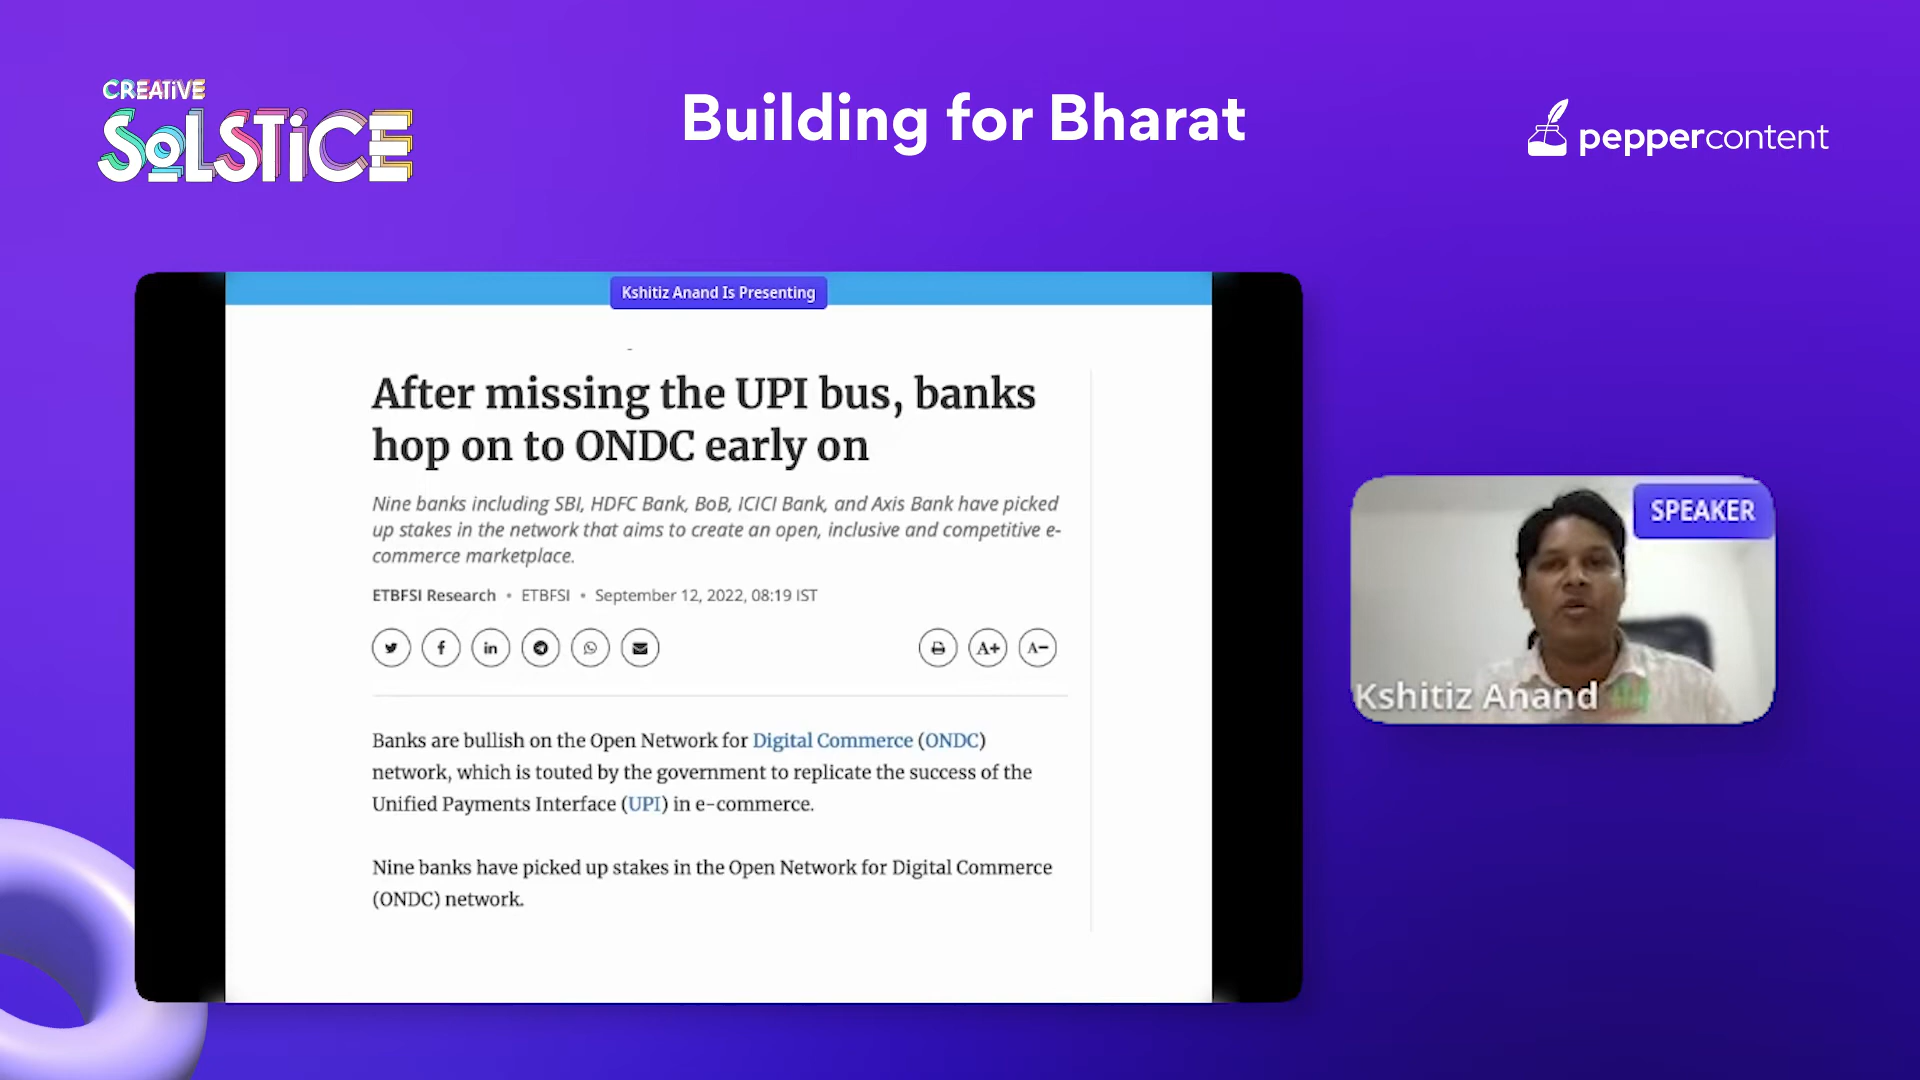 CREATiVE
SoLSTiCE
Building for Bharat
peppercontent
Kshitiz Anand Is Presenting
After missing the UPI bus, banks
hop on to ONDC early on
Nine banks including SBI, HDFC Bank, BoB, ICICI Bank, and Axis Bank have picked
up stakes in the network that aims to create an open, inclusive and competitive e-
commerce marketplace.
ETBFSI Research • ETBFSI • September 12, 2022, 08:19 IST
A+ A-
Banks are bullish on the Open Network for Digital Commerce (ONDC)
network, which is touted by the government to replicate the success of the
Unified Payments Interface (UPI) in e-commerce.
Nine banks have picked up stakes in the Open Network for Digital Commerce
(ONDC) network.
SPEAKER
Kshitiz Anand